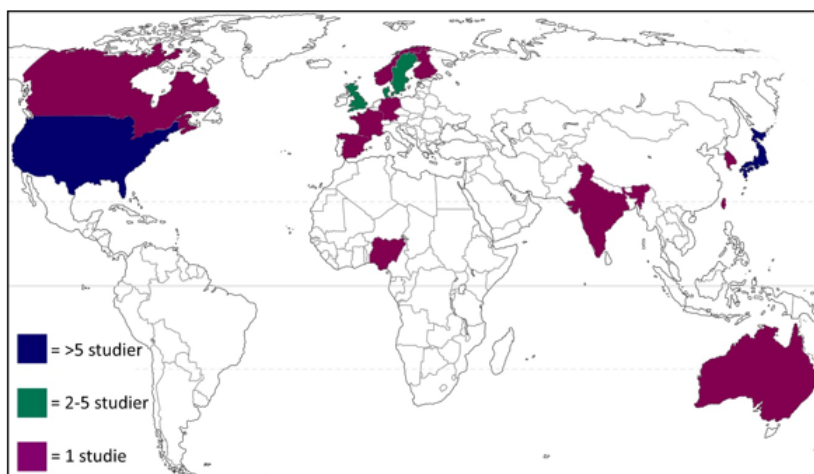 = >5 studier
= 2-5 studier
= 1 studie